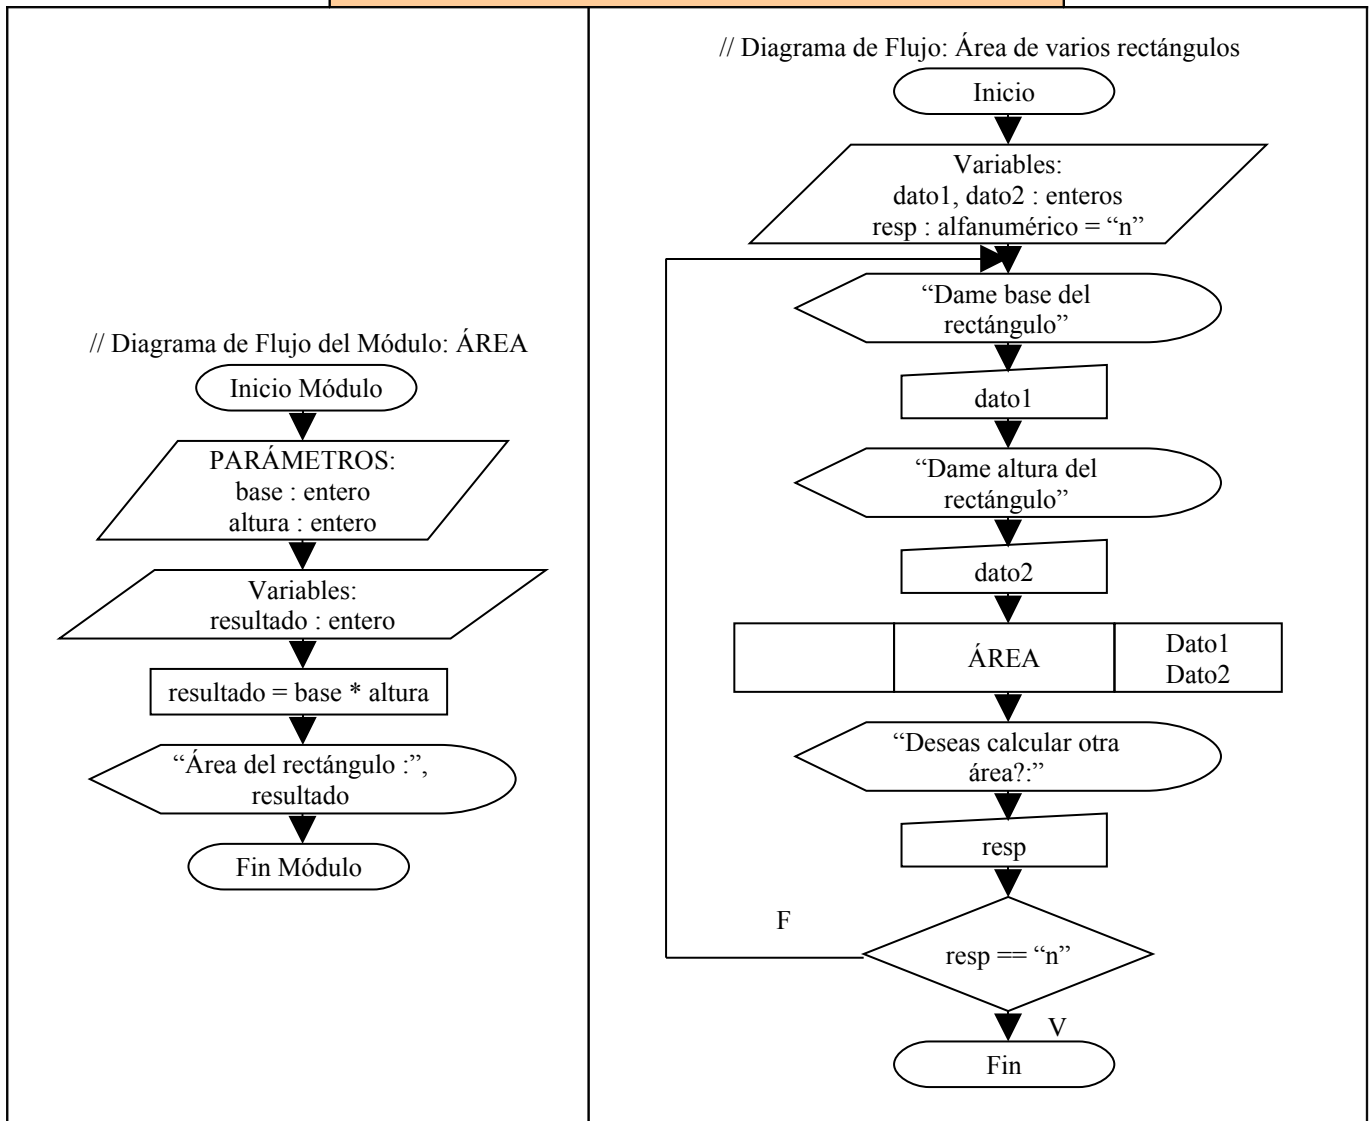 // Diagrama de Flujo del Módulo: ÁREA
Inicio Módulo
PARÁMETROS:
base : entero
altura : entero
Variables:
resultado : entero
resultado = base * altura
“Área del rectángulo :”,
resultado
Fin Módulo
// Diagrama de Flujo: Área de varios rectángulos
Inicio
Variables:
dato1, dato2 : enteros
resp : alfanumérico = “n”
“Dame base del
rectángulo”
dato1
“Dame altura del
rectángulo”
dato2
ÁREA
Dato1
Dato2
“Deseas calcular otra
área?:”
resp
F
resp == “n”
V
Fin